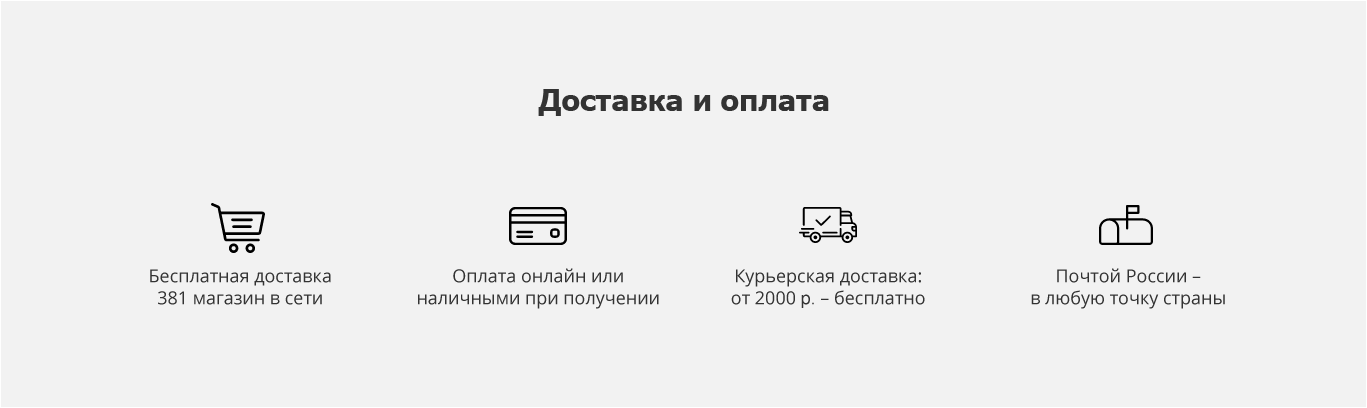 Доставка и оплата
Бесплатная доставка
381 магазин в сети
Оплата онлайн или
наличными при получении
Курьерская доставка:
от 2000 р. – бесплатно
Почтой России –
в любую точку страны